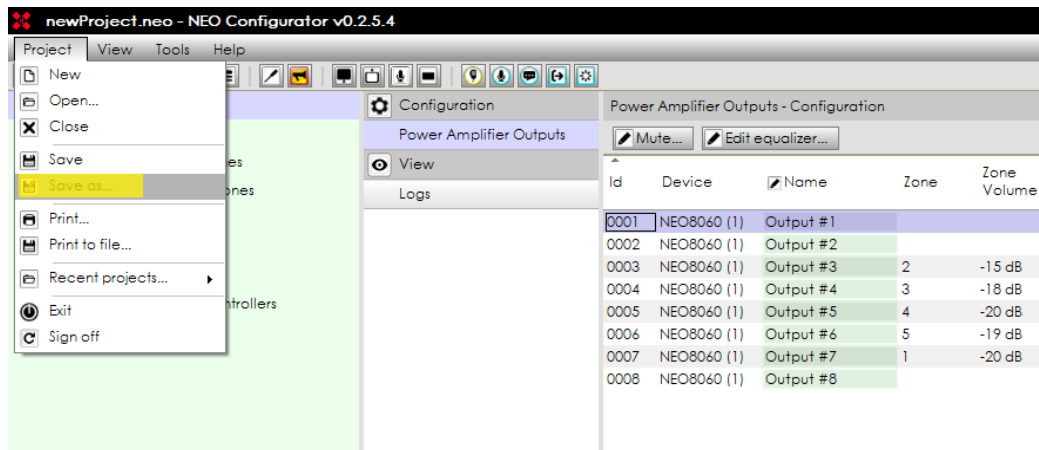 newProject.neo - NEO Configurator v0.2.5.4
Project View Tools Help
New
Open...
Close
Save
Save as...
Print...
Print to file...
Recent projects...
Exit
Sign off
es
ones
ntrollers
Configuration
Power Amplifier Outputs
View
Logs
Power Amplifier Outputs - Configuration
Mute... Edit equalizer...
Id Device Name Zone Zone Volume
0001 NEO8060 (1) Output #1
0002 NEO8060 (1) Output #2
0003 NEO8060 (1) Output #3 2 -15 dB
0004 NEO8060 (1) Output #4 3 -18 dB
0005 NEO8060 (1) Output #5 4 -20 dB
0006 NEO8060 (1) Output #6 5 -19 dB
0007 NEO8060 (1) Output #7 1 -20 dB
0008 NEO8060 (1) Output #8